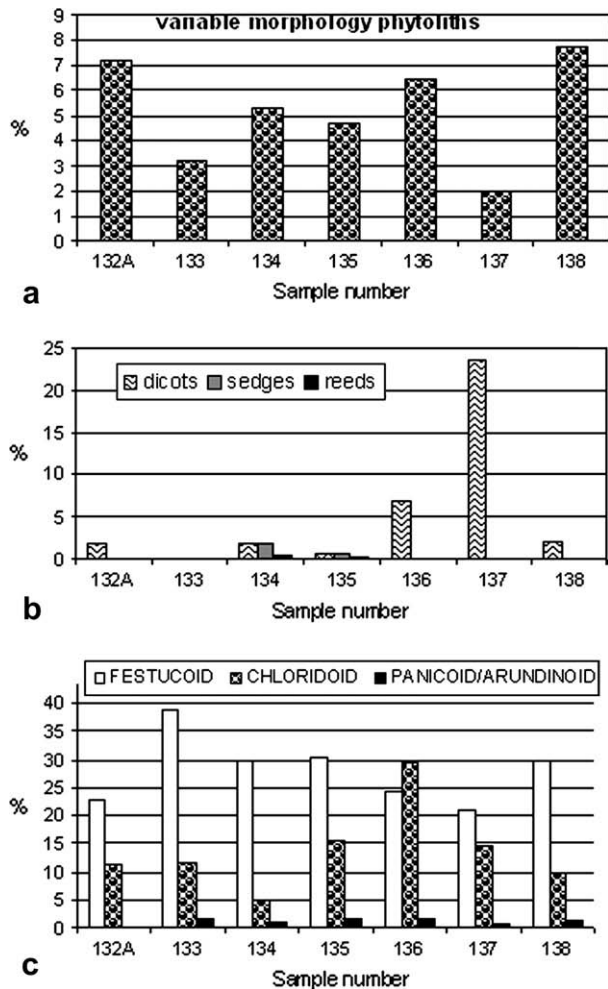 variable morphology phytoliths
9
8
7
6
5
4
3
2
1
0
%
132A 133 134 135 136 137 138
Sample number
a
25
20
15
10
5
0
%
dicots sedges reeds
132A 133 134 135 136 137 138
Sample number
b
FESTUCOID CHLORIDOID PANICOID/ARUNDINOID
40
35
30
25
20
15
10
5
0
%
132A 133 134 135 136 137 138
Sample number
c